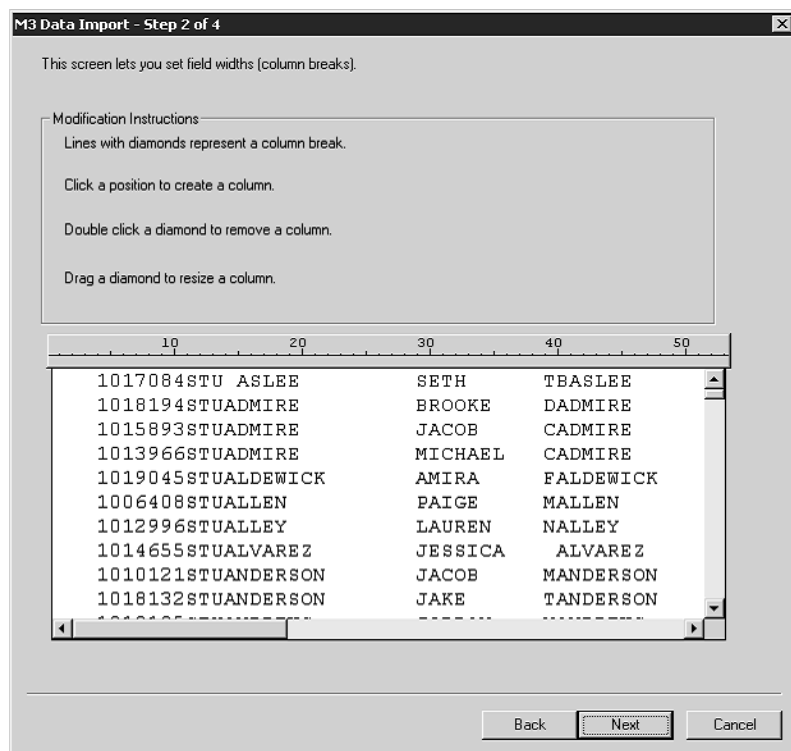 M3 Data Import - Step 2 of 4
This screen lets you set field widths (column breaks).
Modification Instructions
Lines with diamonds represent a column break.
Click a position to create a column.
Double click a diamond to remove a column.
Drag a diamond to resize a column.
10 20 30 40 50
1017084STU ASLEE SETH TBASLEE
1018194STUADMIRE BROOKE DADMIRE
1015893STUADMIRE JACOB CADMIRE
1013966STUADMIRE MICHAEL CADMIRE
1019045STUALDEWICK AMIRA FALDEWICK
1006408STUALLEN PAIGE MALLEN
1012996STUALLEY LAUREN NALLEY
1014655STUALVAREZ JESSICA ALVAREZ
1010121STUANDERSON JACOB MANDERSON
1018132STUANDERSON JAKE TANDERSON
Back Next Cancel